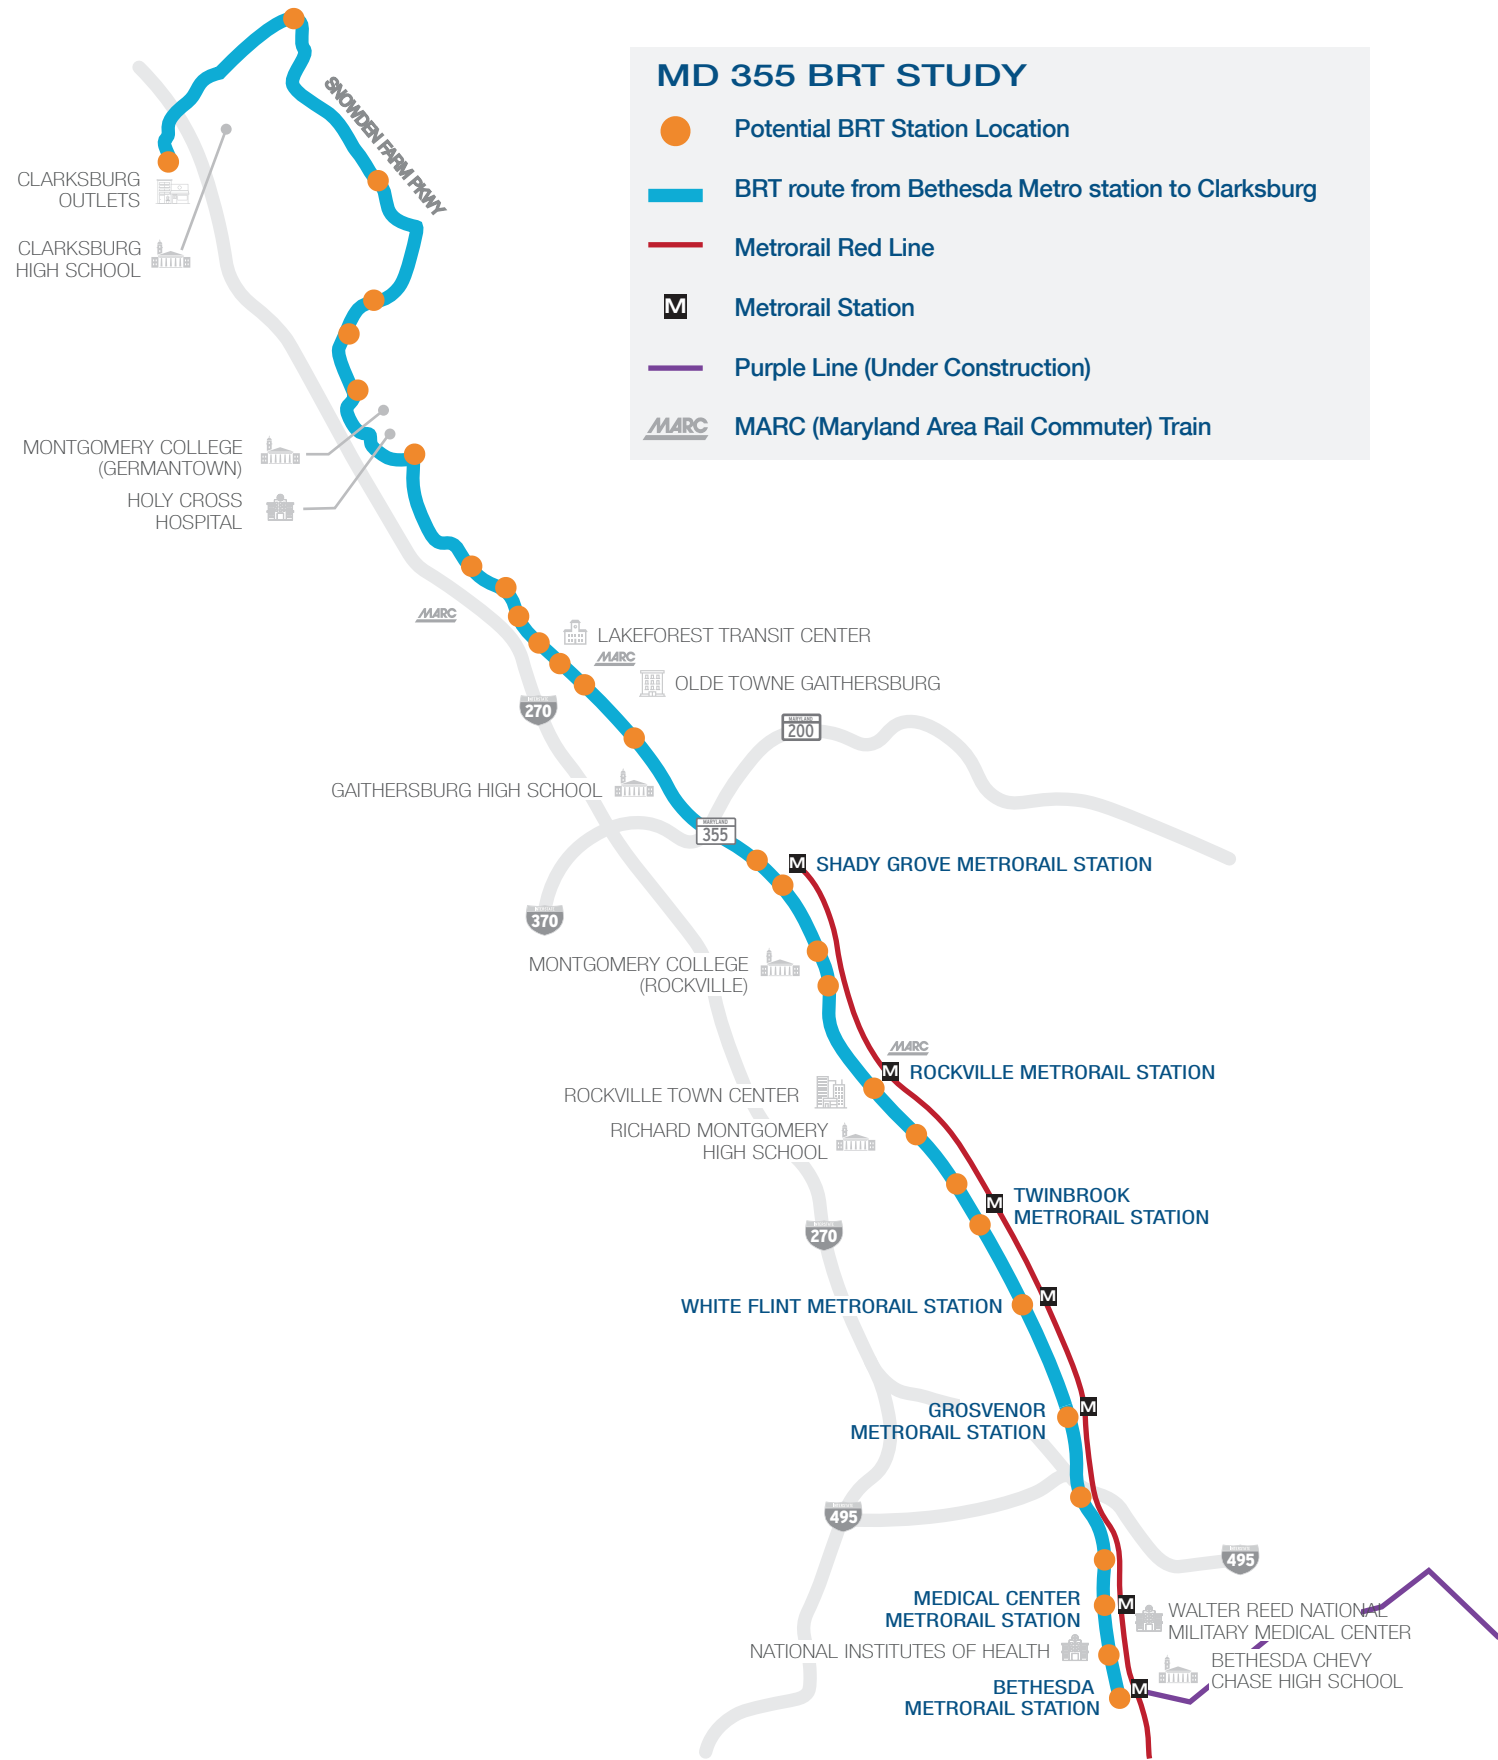 MD 355 BRT STUDY
Potential BRT Station Location
BRT route from Bethesda Metro station to Clarksburg
Metrorail Red Line
M
Metrorail Station
Purple Line (Under Construction)
MARC
MARC (Maryland Area Rail Commuter) Train
SNOWDEN FARM PKWY
CLARKSBURG
OUTLETS
CLARKSBURG
HIGH SCHOOL
MONTGOMERY COLLEGE
(GERMANTOWN)
HOLY CROSS
HOSPITAL
MARC
LAKEFOREST TRANSIT CENTER
MARC
OLDE TOWNE GAITHERSBURG
270
MARYLAND
200
GAITHERSBURG HIGH SCHOOL
MARYLAND
355
M
SHADY GROVE METRORAIL STATION
370
MONTGOMERY COLLEGE
(ROCKVILLE)
MARC
M
ROCKVILLE METRORAIL STATION
ROCKVILLE TOWN CENTER
RICHARD MONTGOMERY
HIGH SCHOOL
M
TWINBROOK
METRORAIL STATION
270
M
WHITE FLINT METRORAIL STATION
M
GROSVENOR
METRORAIL STATION
495
495
MEDICAL CENTER
METRORAIL STATION
M
WALTER REED NATIONAL
MILITARY MEDICAL CENTER
NATIONAL INSTITUTES OF HEALTH
BETHESDA CHEVY
CHASE HIGH SCHOOL
BETHESDA
METRORAIL STATION
M